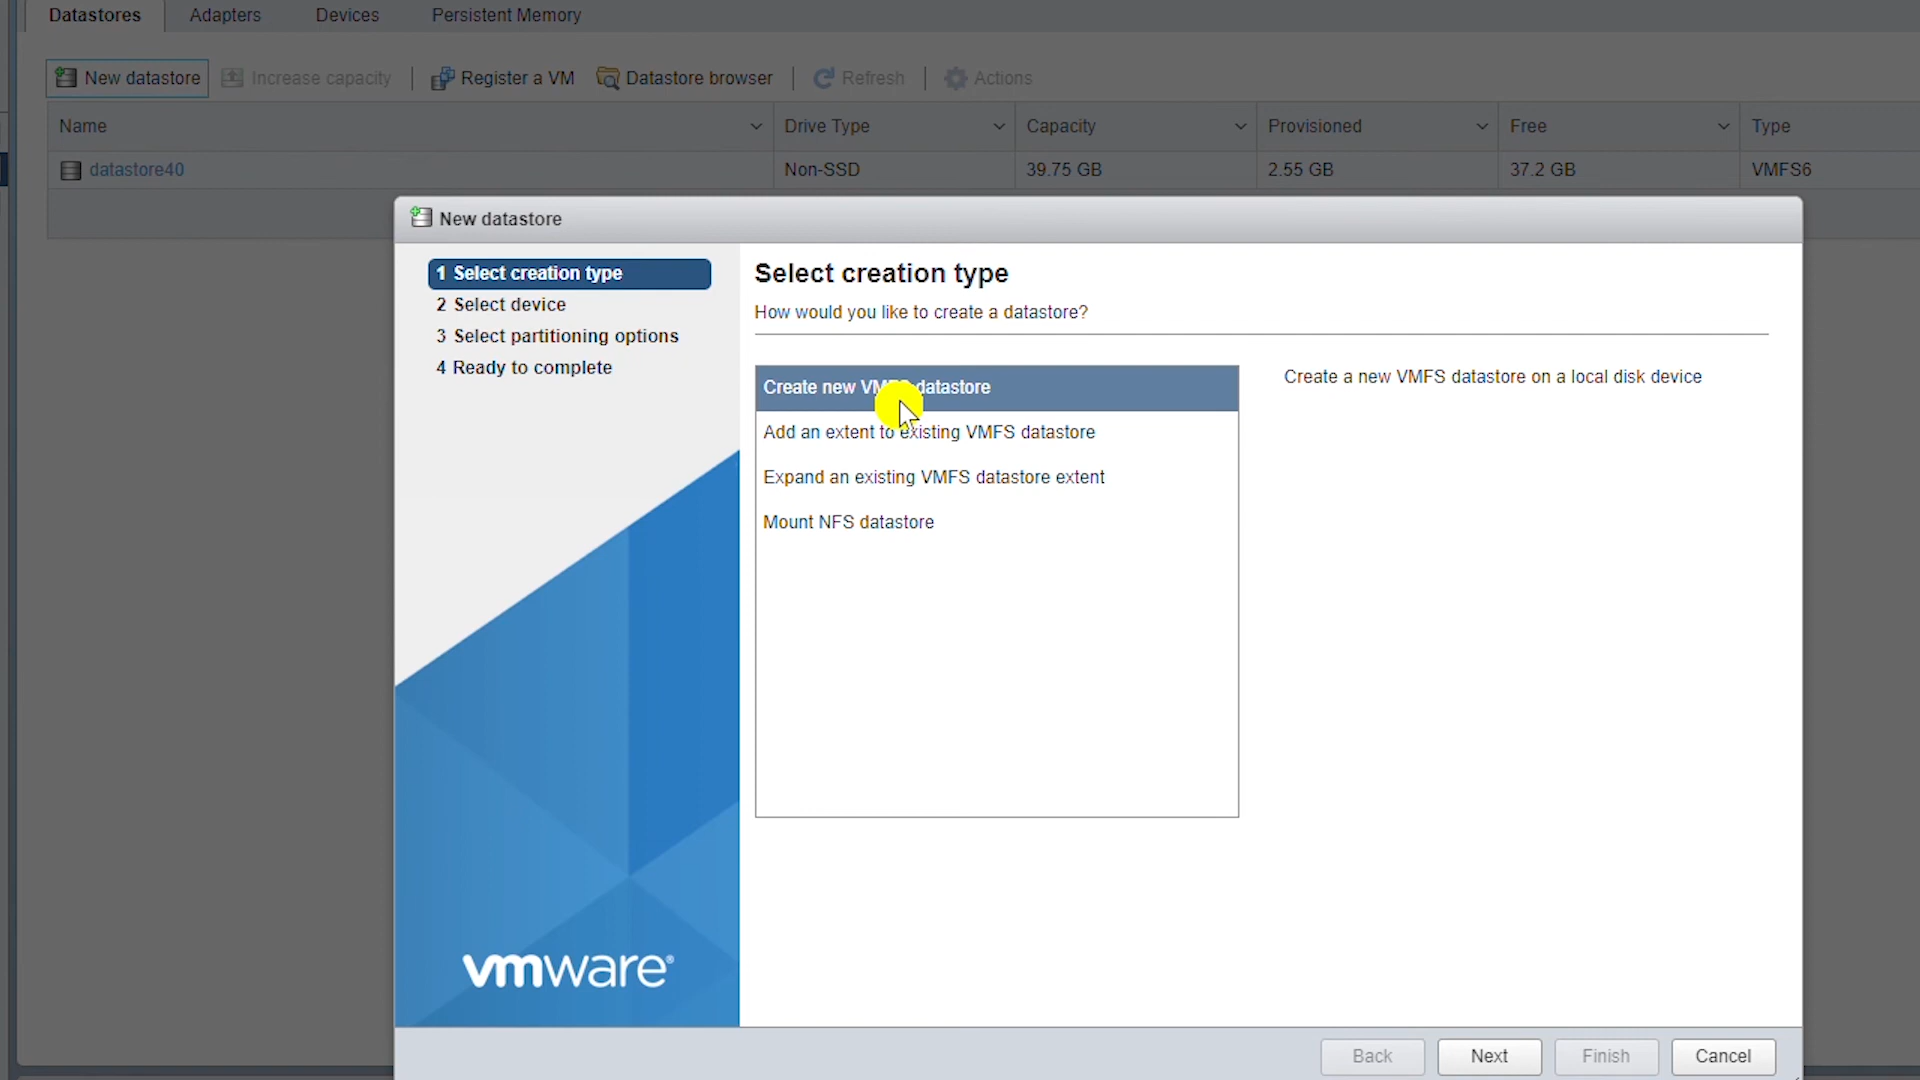 Datastores Adapters Devices Persistent Memory
New datastore Increase capacity Register a VM Datastore browser Refresh Actions
Name Drive Type Capacity Provisioned Free Type
datastore40 Non-SSD 39.75 GB 2.55 GB 37.2 GB VMFS6
New datastore
1 Select creation type
2 Select device
3 Select partitioning options
4 Ready to complete
Select creation type
How would you like to create a datastore?
Create new VMFS datastore
Add an extent to existing VMFS datastore
Expand an existing VMFS datastore extent
Mount NFS datastore
Create a new VMFS datastore on a local disk device
vmware®
Back Next Finish Cancel